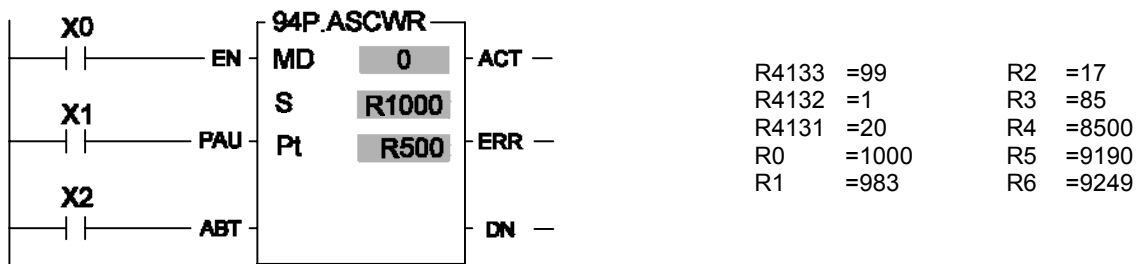 X0
EN
94P.ASCWR
MD 0
ACT
X1
PAU
S R1000
Pt R500
ERR
X2
ABT
DN
R4133 =99 R2 =17
R4132 =1 R3 =85
R4131 =20 R4 =8500
R0 =1000 R5 =9190
R1 =983 R6 =9249